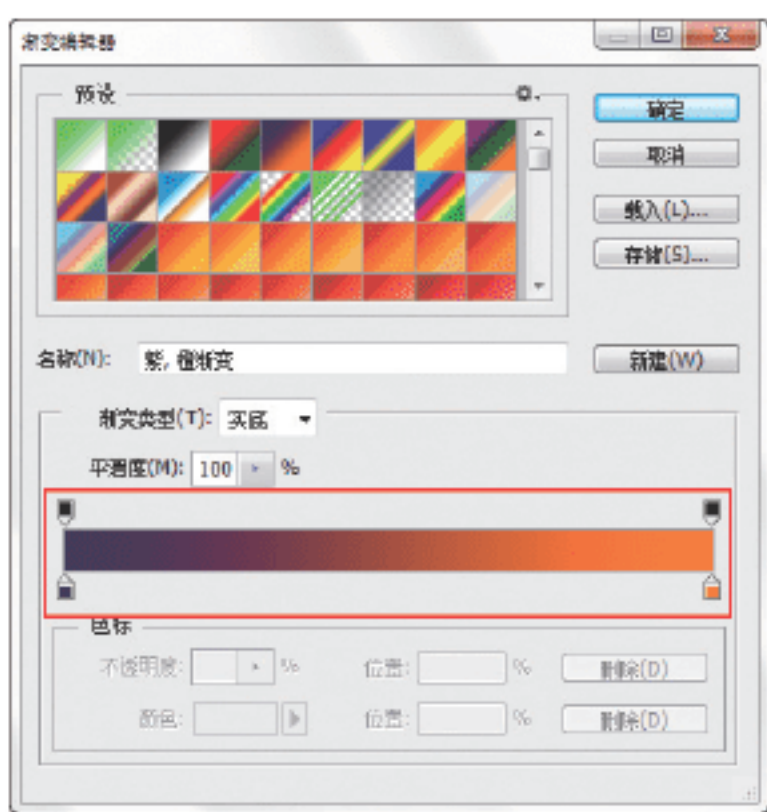 渐变编辑器
预设
确定
取消
载入(L)...
存储(S)...
名称(N): 紫, 橙渐变
新建(W)
渐变类型(T): 实底
平滑度(M): 100 %
色标
不透明度: % 位置: % 删除(D)
颜色: 位置: % 删除(D)